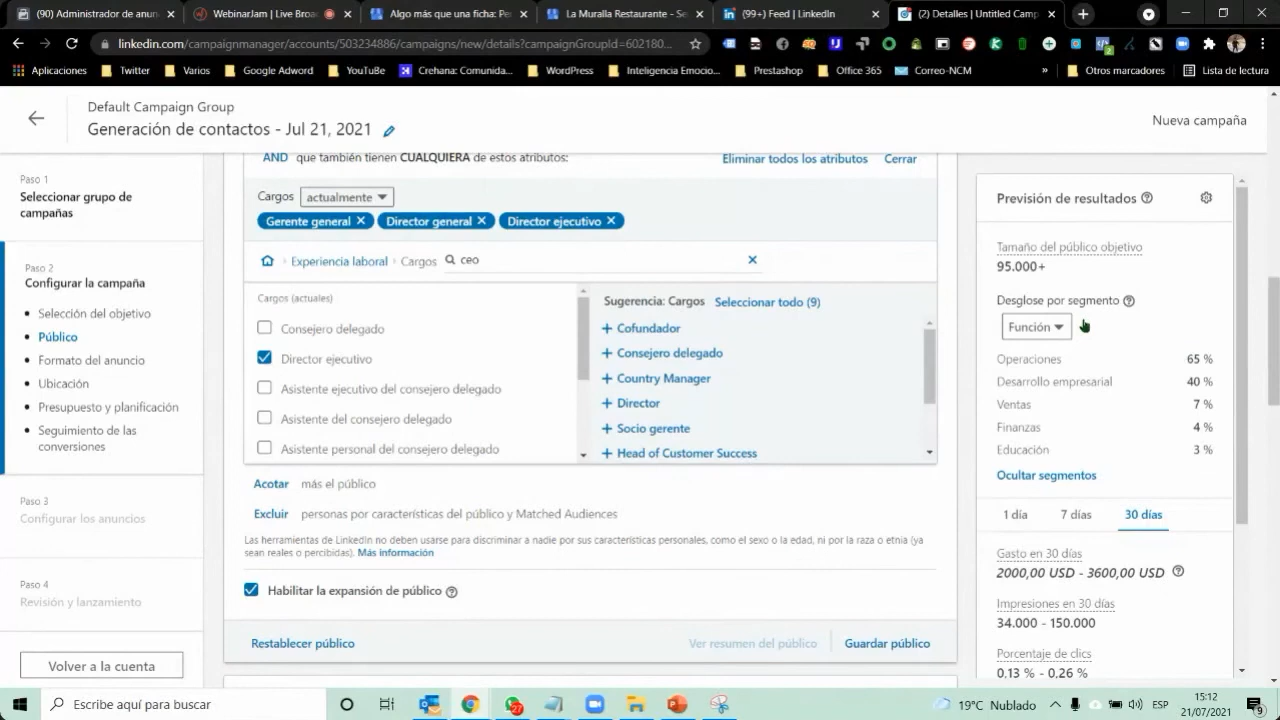 (90) Administrador de anun
WebinarJam | Live Broa
Algo más que una ficha: Pe
La Muralla Restaurante - Se
(99+) Feed | LinkedIn
(2) Detalles | Untitled Camp
linkedin.com/campaignmanager/accounts/503234886/campaigns/new/details?campaignGroupId=601280...
Aplicaciones
Twitter
Varios
Google Adword
YouTube
Crehana: Comunida...
WordPress
Inteligencia Emocio...
Prestashop
Office 365
Correo-NCM
»
Otros marcadores
Lista de lectura
Default Campaign Group
Generación de contactos - Jul 21, 2021
Nueva campaña
Paso 1
Seleccionar grupo de
campañas
Paso 2
Configurar la campaña
• Selección del objetivo
• Público
• Formato del anuncio
• Ubicación
• Presupuesto y planificación
• Seguimiento de las
conversiones
Paso 3
Configurar los anuncios
Paso 4
Revisión y lanzamiento
Volver a la cuenta
AND que también tienen CUALQUIERA de estos atributos:
Eliminar todos los atributos
Cerrar
Cargos actualmente
Gerente general
Director general
Director ejecutivo
Experiencia laboral › Cargos
ceo
Cargos (actuales)
Consejero delegado
Director ejecutivo
Asistente ejecutivo del consejero delegado
Asistente del consejero delegado
Asistente personal del consejero delegado
Sugerencia: Cargos Seleccionar todo (9)
+ Cofundador
+ Consejero delegado
+ Country Manager
+ Director
+ Socio gerente
+ Head of Customer Success
Acotar más el público
Excluir personas por características del público y Matched Audiences
Las herramientas de LinkedIn no deben usarse para discriminar a nadie por sus características personales, como el sexo o la edad, ni por la raza o etnia (ya
sean reales o percibidas). Más información
Habilitar la expansión de público
Restablecer público
Ver resumen del público
Guardar público
Previsión de resultados
Tamaño del público objetivo
95.000+
Desglose por segmento
Función
Operaciones 65 %
Desarrollo empresarial 40 %
Ventas 7 %
Finanzas 4 %
Educación 3 %
Ocultar segmentos
1 día 7 días 30 días
Gasto en 30 días
2000,00 USD - 3600,00 USD
Impresiones en 30 días
34.000 - 150.000
Porcentaje de clics
0.13 % - 0.26 %
Escribe aquí para buscar
19°C Nublado
ESP
15:12
21/07/2021
9